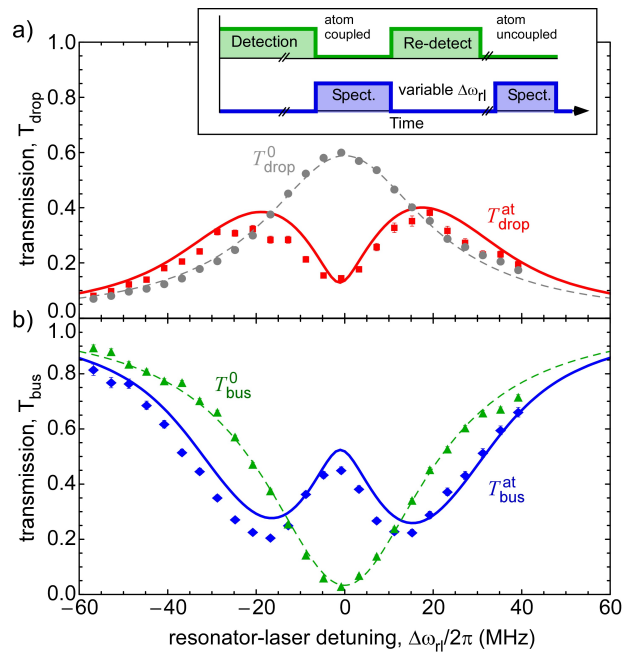 a)
atom
coupled
atom
uncoupled
Detection
Re-detect
Spect.
variable Δω_rl
Spect.
Time
transmission, T_drop
1.0
0.8
0.6
0.4
0.2
0.0
T^0_drop
T^at_drop
b)
transmission, T_bus
1.0
0.8
0.6
0.4
0.2
0.0
T^0_bus
T^at_bus
−60 −40 −20 0 20 40 60
resonator-laser detuning, Δω_rl/2π (MHz)